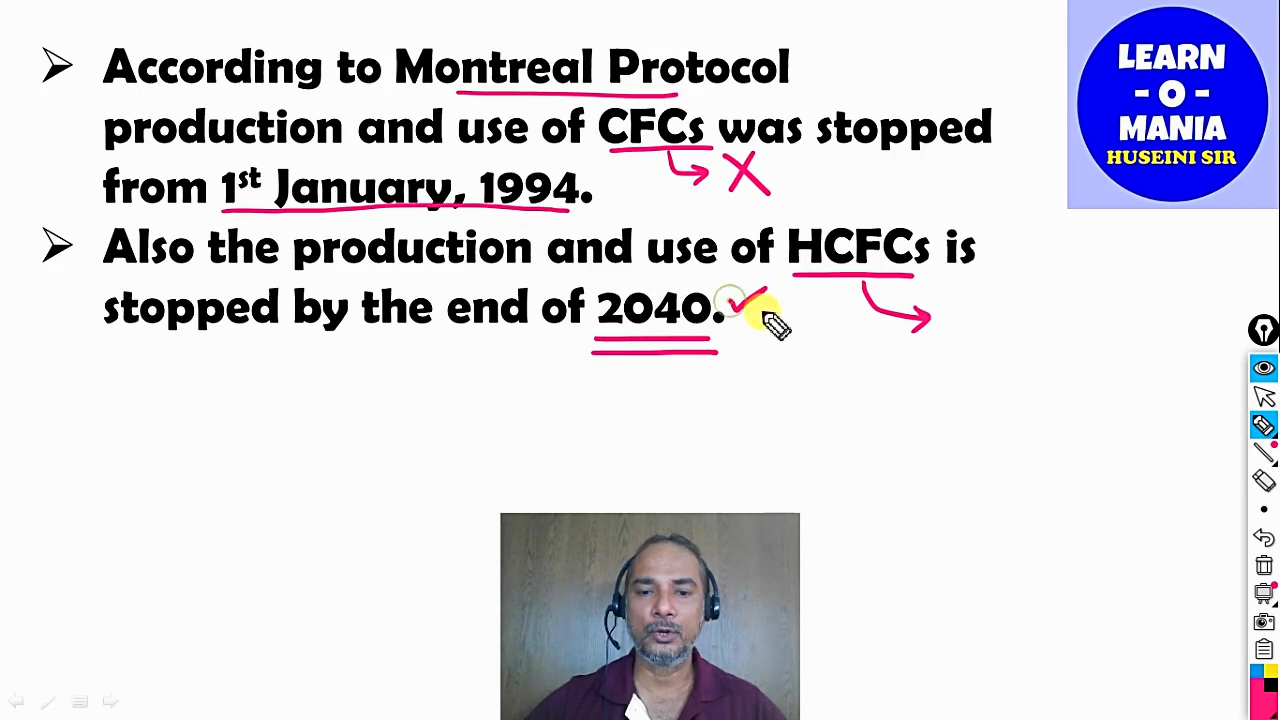 According to Montreal Protocol
production and use of CFCs was stopped
from 1st January, 1994.
Also the production and use of HCFCs is
stopped by the end of 2040.
LEARN
- O -
MANIA
HUSEINI SIR